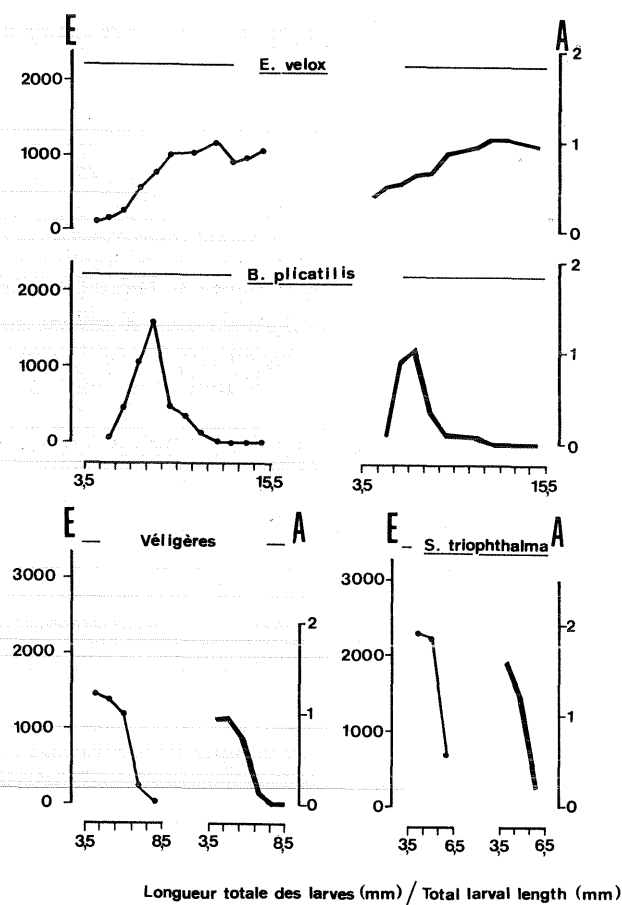 E A
E. velox
2
2000
1000 1
0 0
B. plicatilis
2
2000
1000 1
0 0
3,5 15,5 3,5 15,5
E Véligères A E S. triophthalma A
3000 3000
2 2
2000 2000
1000 1 1000 1
0 0 0 0
3,5 8,5 3,5 8,5 3,5 6,5 3,5 6,5
Longueur totale des larves (mm) / Total larval length (mm)